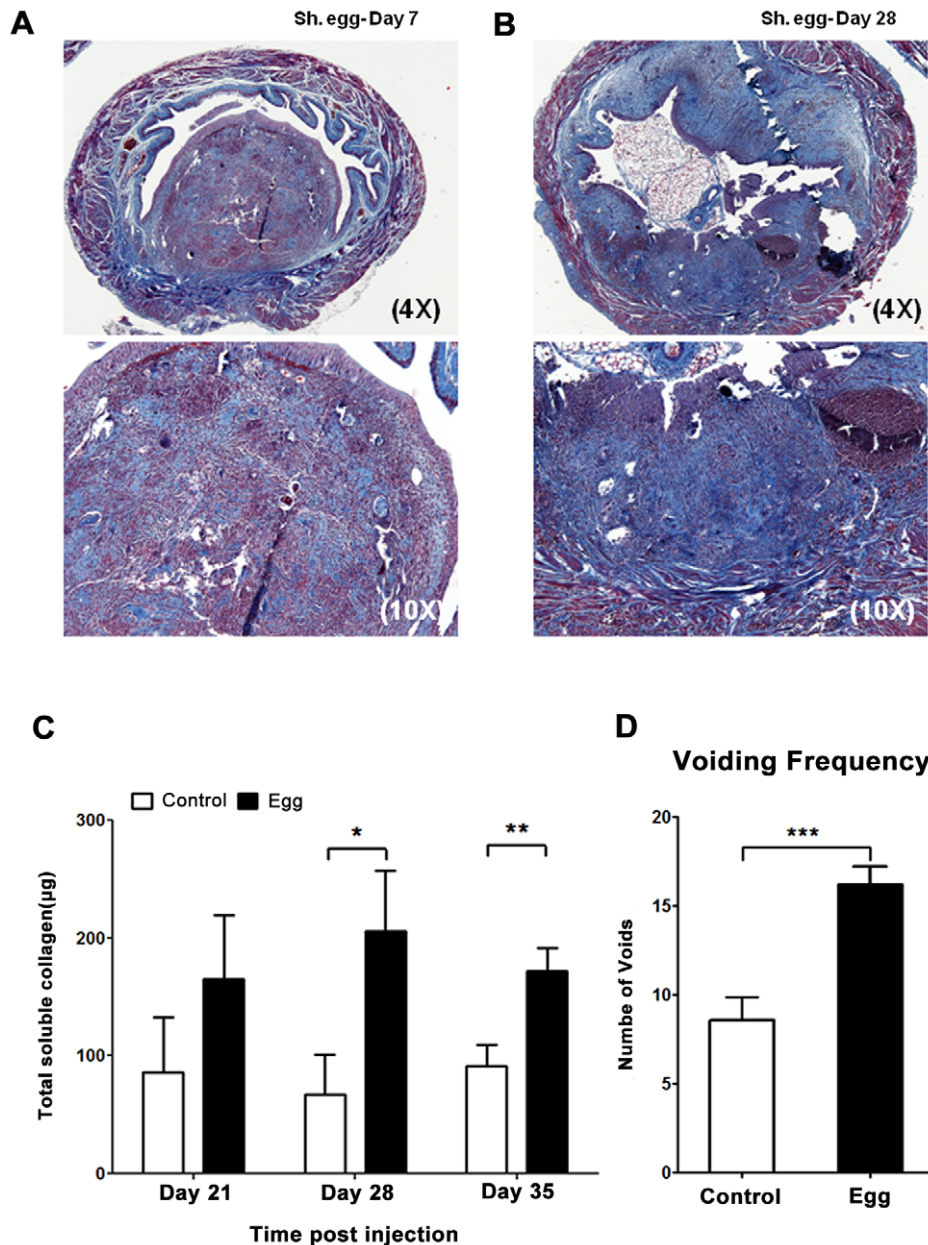 A
Sh. egg-Day 7
B
Sh. egg-Day 28
(4X)
(4X)
(10X)
(10X)
C
Control
Egg
Total soluble collagen(µg)
300
200
100
0
*
**
Day 21
Day 28
Day 35
Time post injection
D
Voiding Frequency
Numbe of Voids
20
15
10
5
0
***
Control
Egg